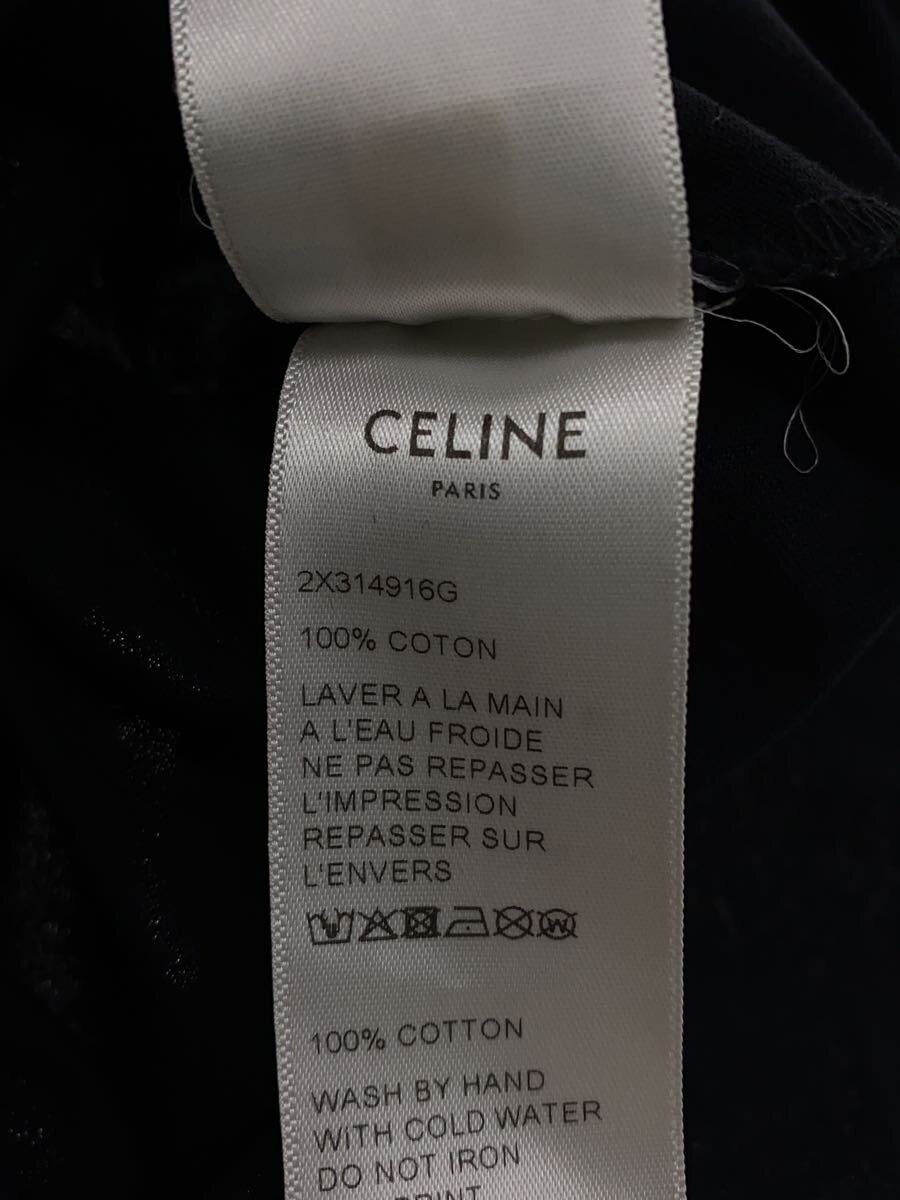 CELINE
PARIS
2X314916G
100% COTON
LAVER A LA MAIN
A L'EAU FROIDE
NE PAS REPASSER
L'IMPRESSION
REPASSER SUR
L'ENVERS
W
100% COTTON
WASH BY HAND
WITH COLD WATER
DO NOT IRON
PRINT